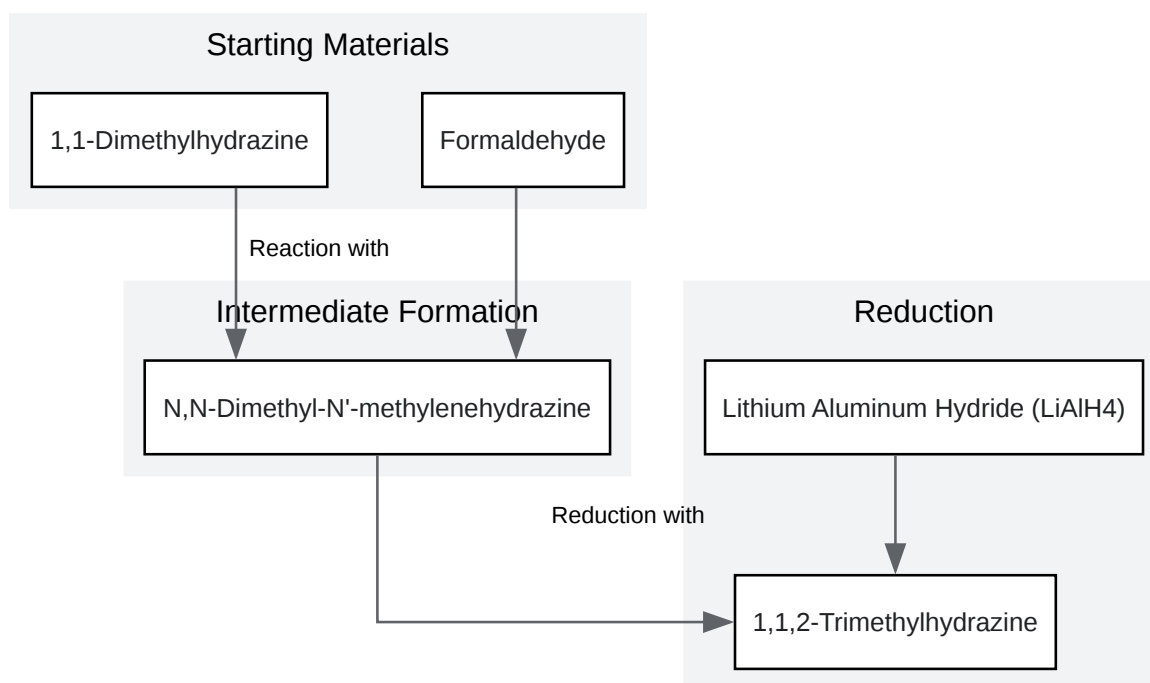 Starting Materials
1,1-Dimethylhydrazine
Formaldehyde
Reaction with
Intermediate Formation
Reduction
N,N-Dimethyl-N'-methylenehydrazine
Lithium Aluminum Hydride (LiAlH4)
Reduction with
1,1,2-Trimethylhydrazine